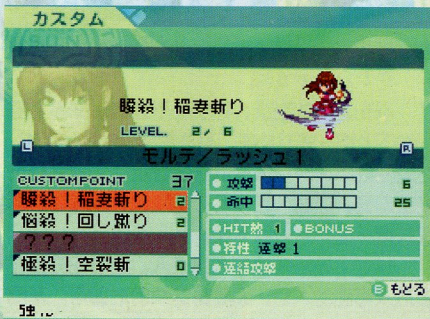 カスタム
瞬殺！稲妻斬り
LEVEL. 2/ 6
L
R
モルテ/ラッシュ1
CUSTOMPOINT 37
瞬殺！稲妻斬り 2
悩殺！回し蹴り 2
？？？
極殺！空裂斬 0
攻撃 6
命中 25
HIT数 1
BONUS
特性 連撃 1
連続攻撃
B もどる